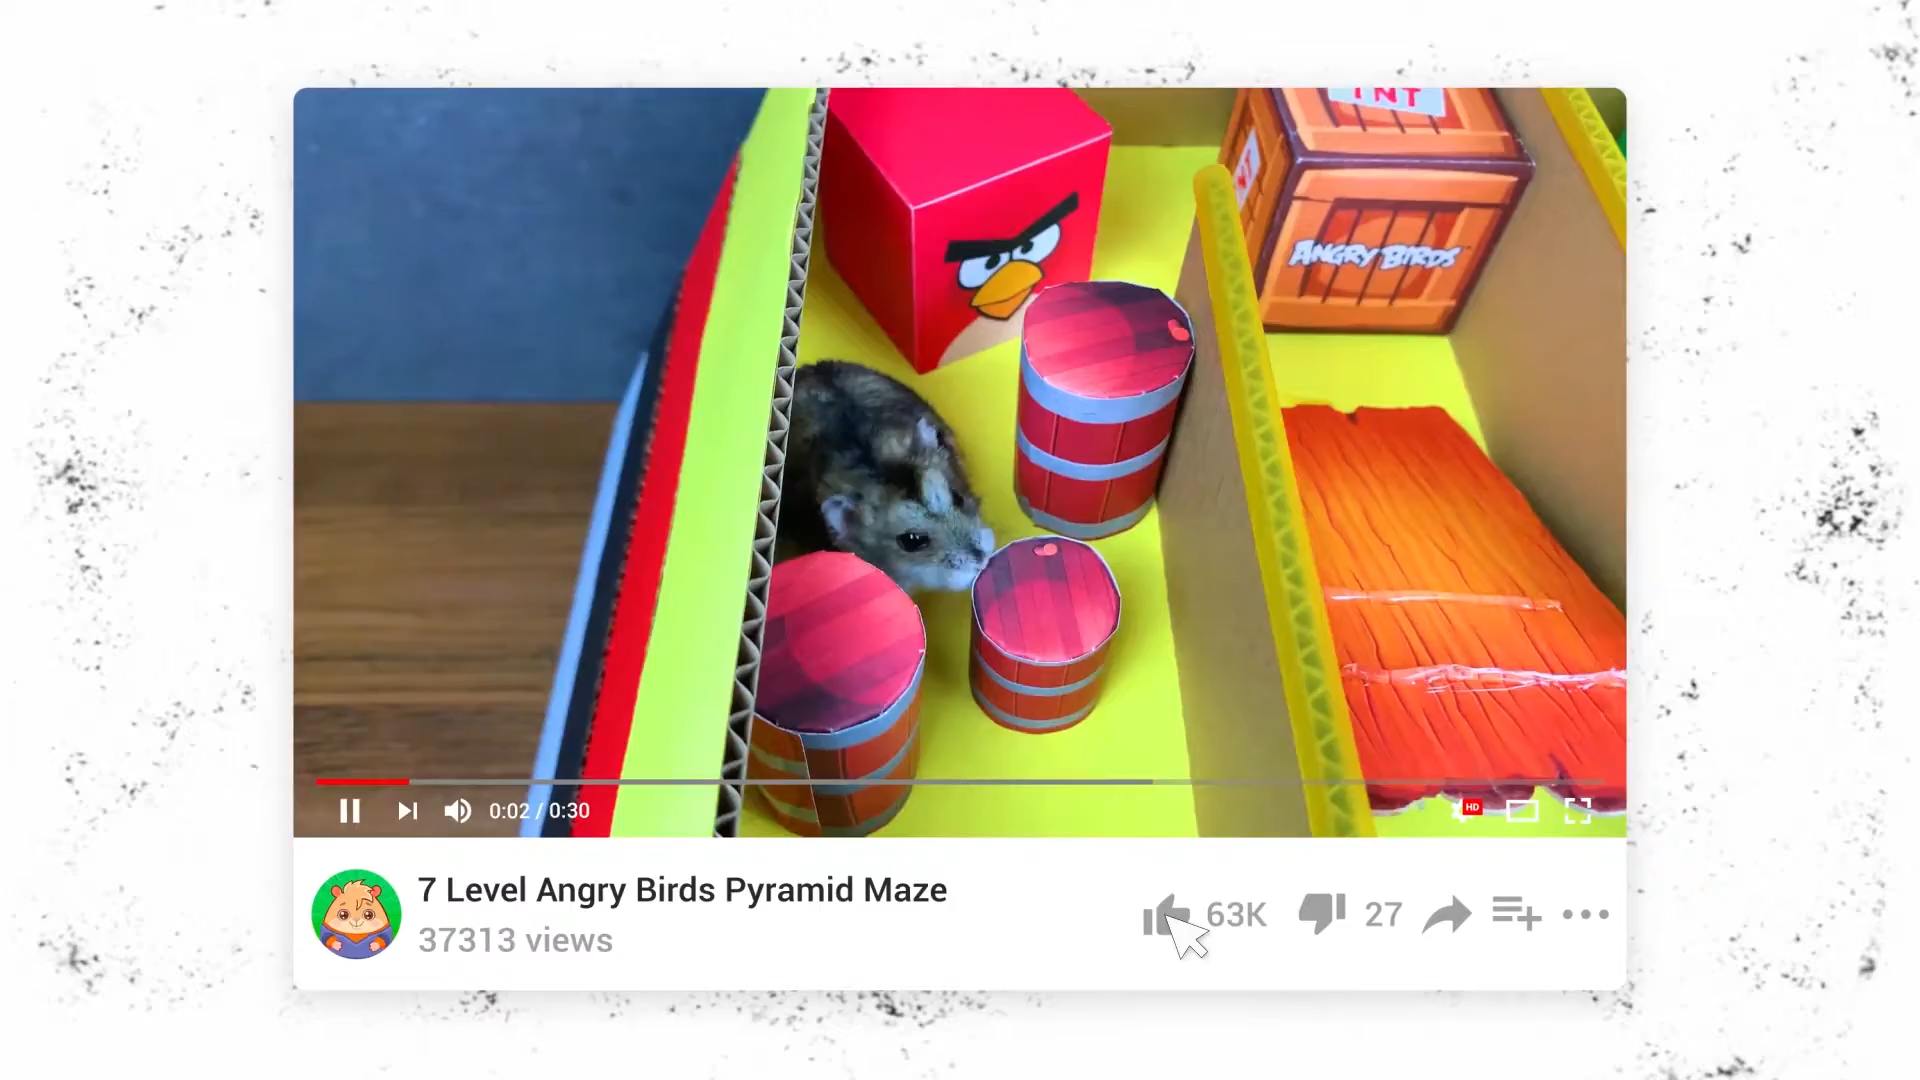 TNT
ANGRY BIRDS
0:02 / 0:30
HD
7 Level Angry Birds Pyramid Maze
37313 views
63K
27